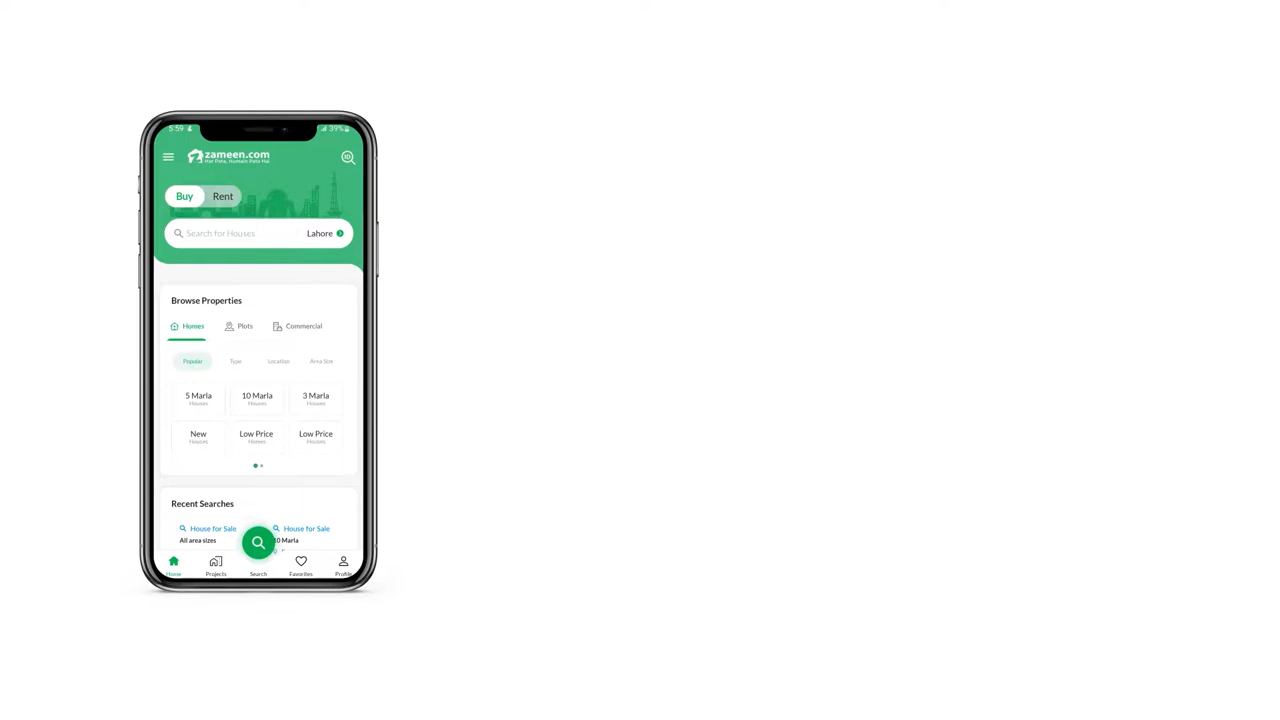 5:59
39%
zameen.com
Har Pata, Humain Pata Hai
ID
Buy Rent
Search for Houses Lahore
Browse Properties
Homes Plots Commercial
Popular Type Location Area Size
5 Marla 10 Marla 3 Marla
Houses Houses Houses
New Low Price Low Price
Houses Homes Houses
Recent Searches
House for Sale House for Sale
All area sizes 10 Marla
Home Projects Search Favorites Profile